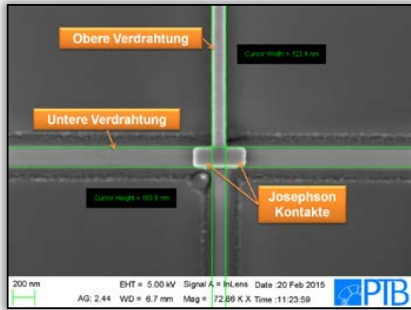 Obere Verdrahtung
Cursor Width = 122.4 nm
Untere Verdrahtung
Cursor Height = 169.8 nm
Josephson
Kontakte
200 nm
EHT = 5.00 kV Signal A = InLens Date :20 Feb 2015
AG: 2.44 WD = 6.7 mm Mag = 72.86 K X Time :11:23:59
PTB